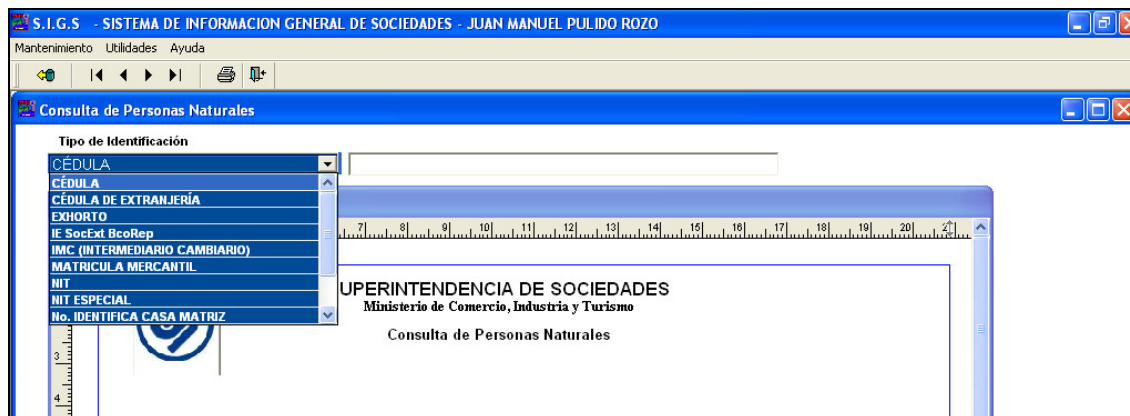 S.I.G.S - SISTEMA DE INFORMACION GENERAL DE SOCIEDADES - JUAN MANUEL PULIDO ROZO
Mantenimiento Utilidades Ayuda
Consulta de Personas Naturales
Tipo de Identificación
CÉDULA
CÉDULA
CÉDULA DE EXTRANJERÍA
EXHORTO
IE SocExt BcoRep
IMC (INTERMEDIARIO CAMBIARIO)
MATRICULA MERCANTIL
NIT
NIT ESPECIAL
No. IDENTIFICA CASA MATRIZ
7 8 9 10 11 12 13 14 15 16 17 18 19 20
UPERINTENDENCIA DE SOCIEDADES
Ministerio de Comercio, Industria y Turismo
Consulta de Personas Naturales
3
4